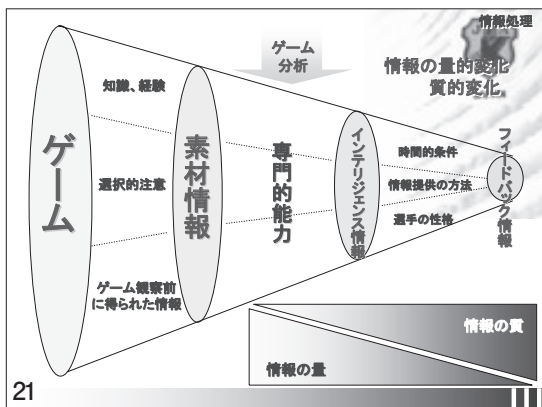 情報処理
情報の量的変化
質的変化
ゲーム
分析
知識、経験
選択的注意
ゲーム観察前
に得られた情報
ゲーム
素材情報
専門的能力
インテリジェンス情報
時間的条件
情報提供の方法
選手の性格
フィードバック情報
情報の質
情報の量
21